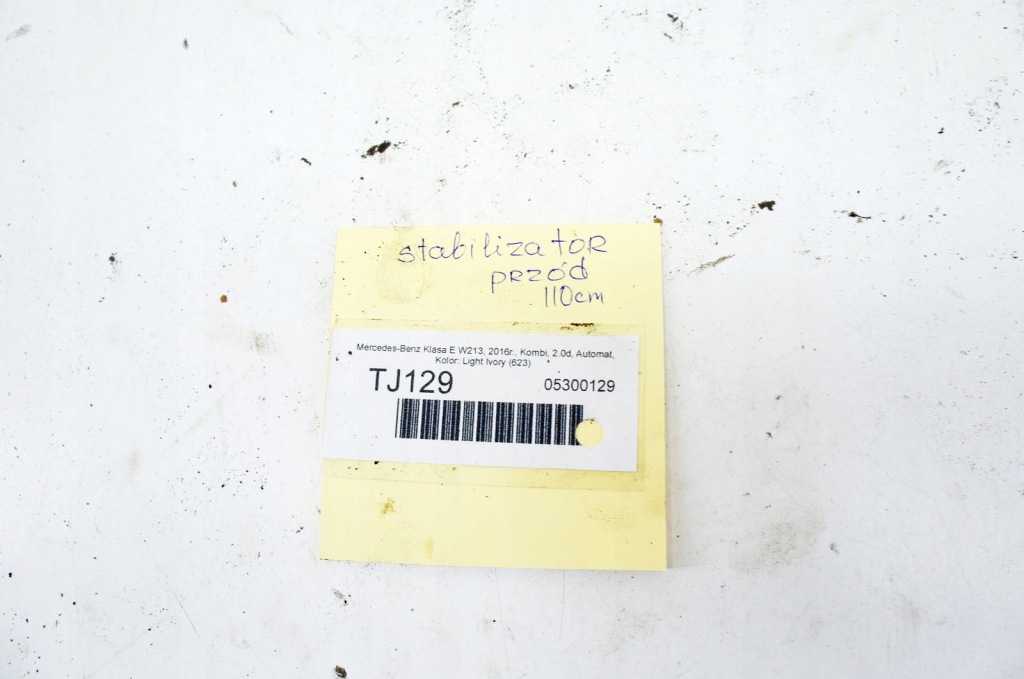 stabilizatoR
przód
110cm
Mercedes-Benz Klasa E W213, 2016r., Kombi, 2.0d, Automat,
Kolor: Light Ivory (623)
TJ129 05300129